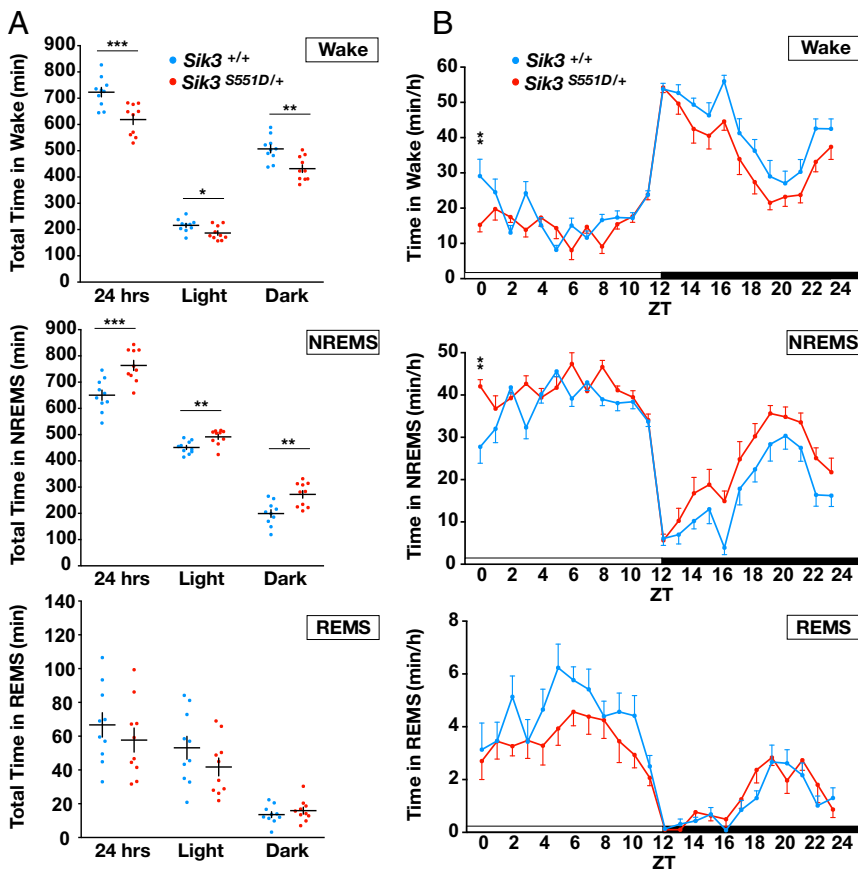 A
Total Time in Wake (min)
900
800
700
600
500
400
300
200
100
0
***
*
**
Sik3 +/+
Sik3 S551D/+
Wake
24 hrs Light Dark
Total Time in NREMS (min)
900
800
700
600
500
400
300
200
100
0
***
**
**
NREMS
24 hrs Light Dark
Total Time in REMS (min)
140
120
100
80
60
40
20
0
REMS
24 hrs Light Dark
B
Time in Wake (min/h)
60
50
40
30
20
10
0
**
Sik3 +/+
Sik3 S551D/+
Wake
0 2 4 6 8 10 12 14 16 18 20 22 24
ZT
Time in NREMS (min/h)
50
40
30
20
10
0
**
NREMS
0 2 4 6 8 10 12 14 16 18 20 22 24
ZT
Time in REMS (min/h)
8
6
4
2
0
REMS
0 2 4 6 8 10 12 14 16 18 20 22 24
ZT